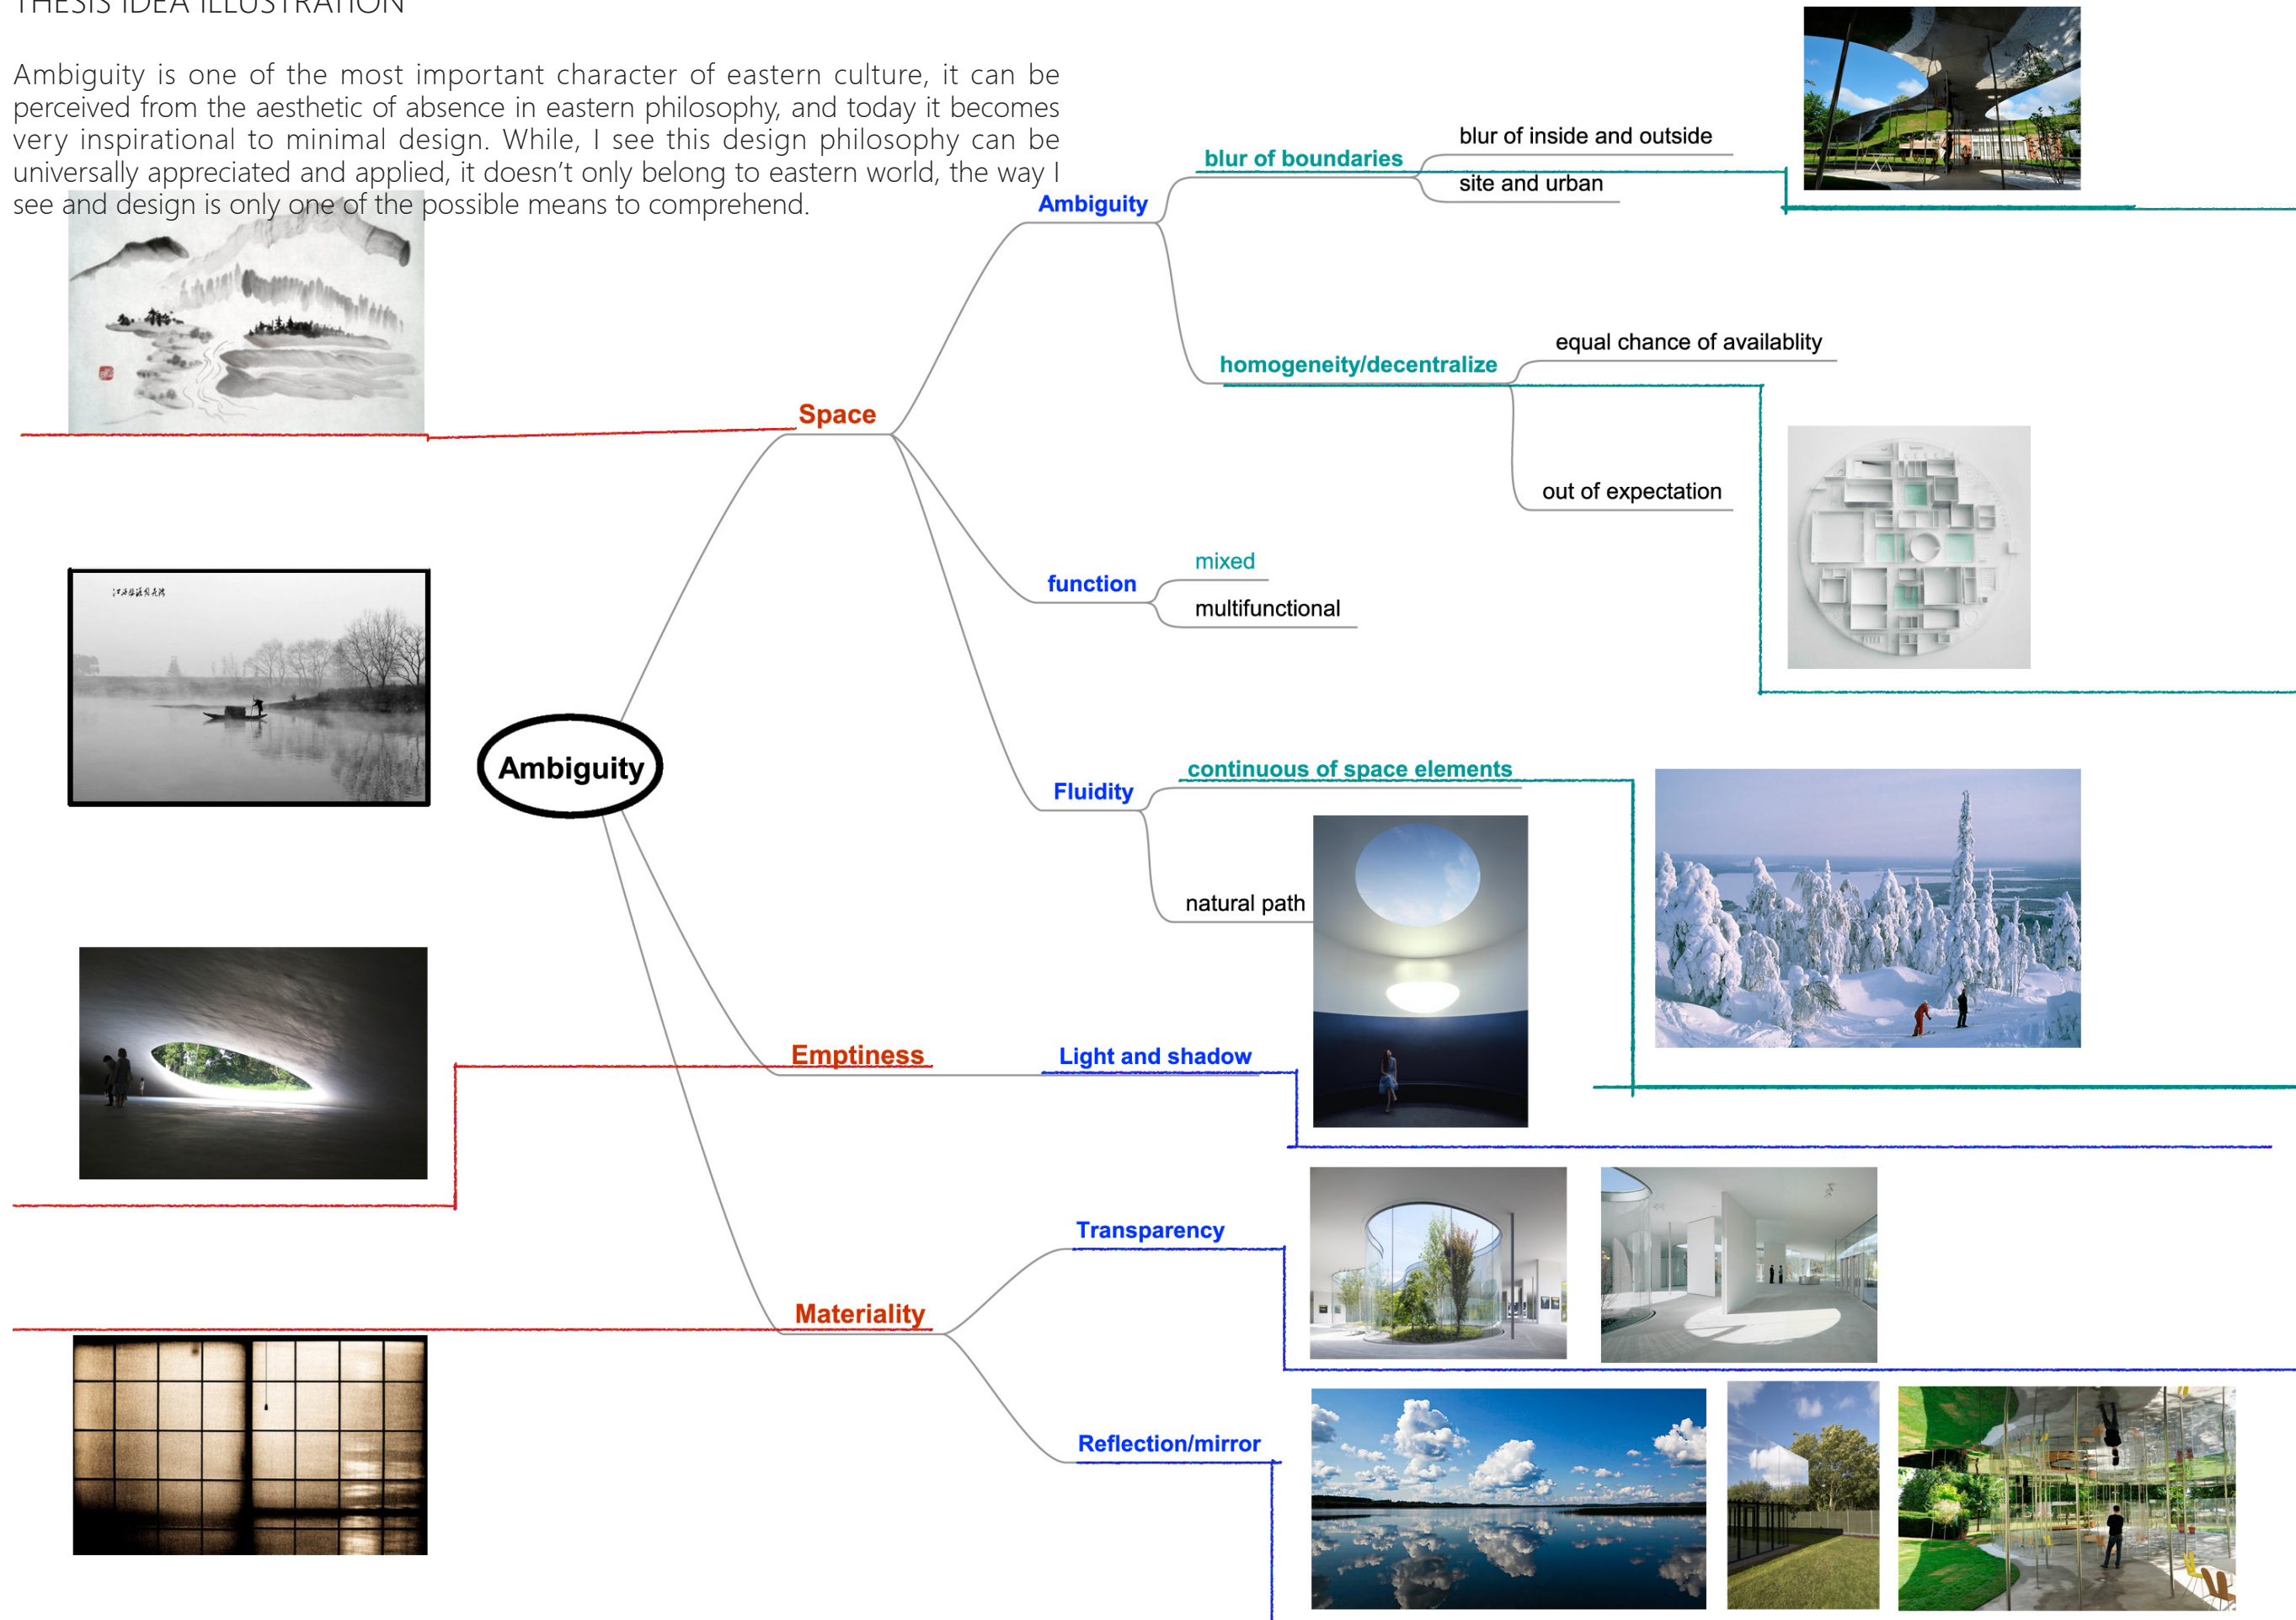 THESIS IDEA ILLUSTRATION
Ambiguity is one of the most important character of eastern culture, it can be
perceived from the aesthetic of absence in eastern philosophy, and today it becomes
very inspirational to minimal design. While, I see this design philosophy can be
universally appreciated and applied, it doesn't only belong to eastern world, the way I
see and design is only one of the possible means to comprehend.
blur of inside and outside
blur of boundaries
site and urban
Ambiguity
equal chance of availablity
homogeneity/decentralize
Space
out of expectation
mixed
function
multifunctional
Ambiguity
continuous of space elements
Fluidity
natural path
Emptiness
Light and shadow
Transparency
Materiality
Reflection/mirror